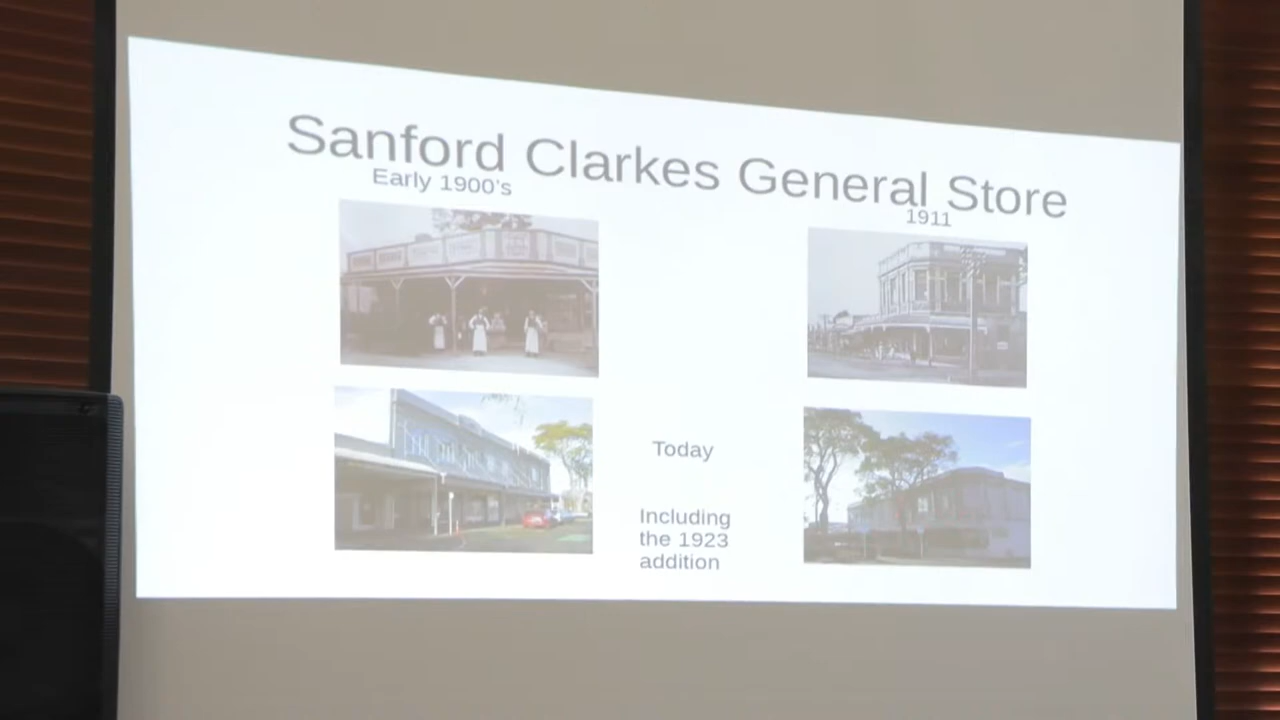 Sanford Clarkes General Store
Early 1900's
1911
Today
Including
the 1923
addition